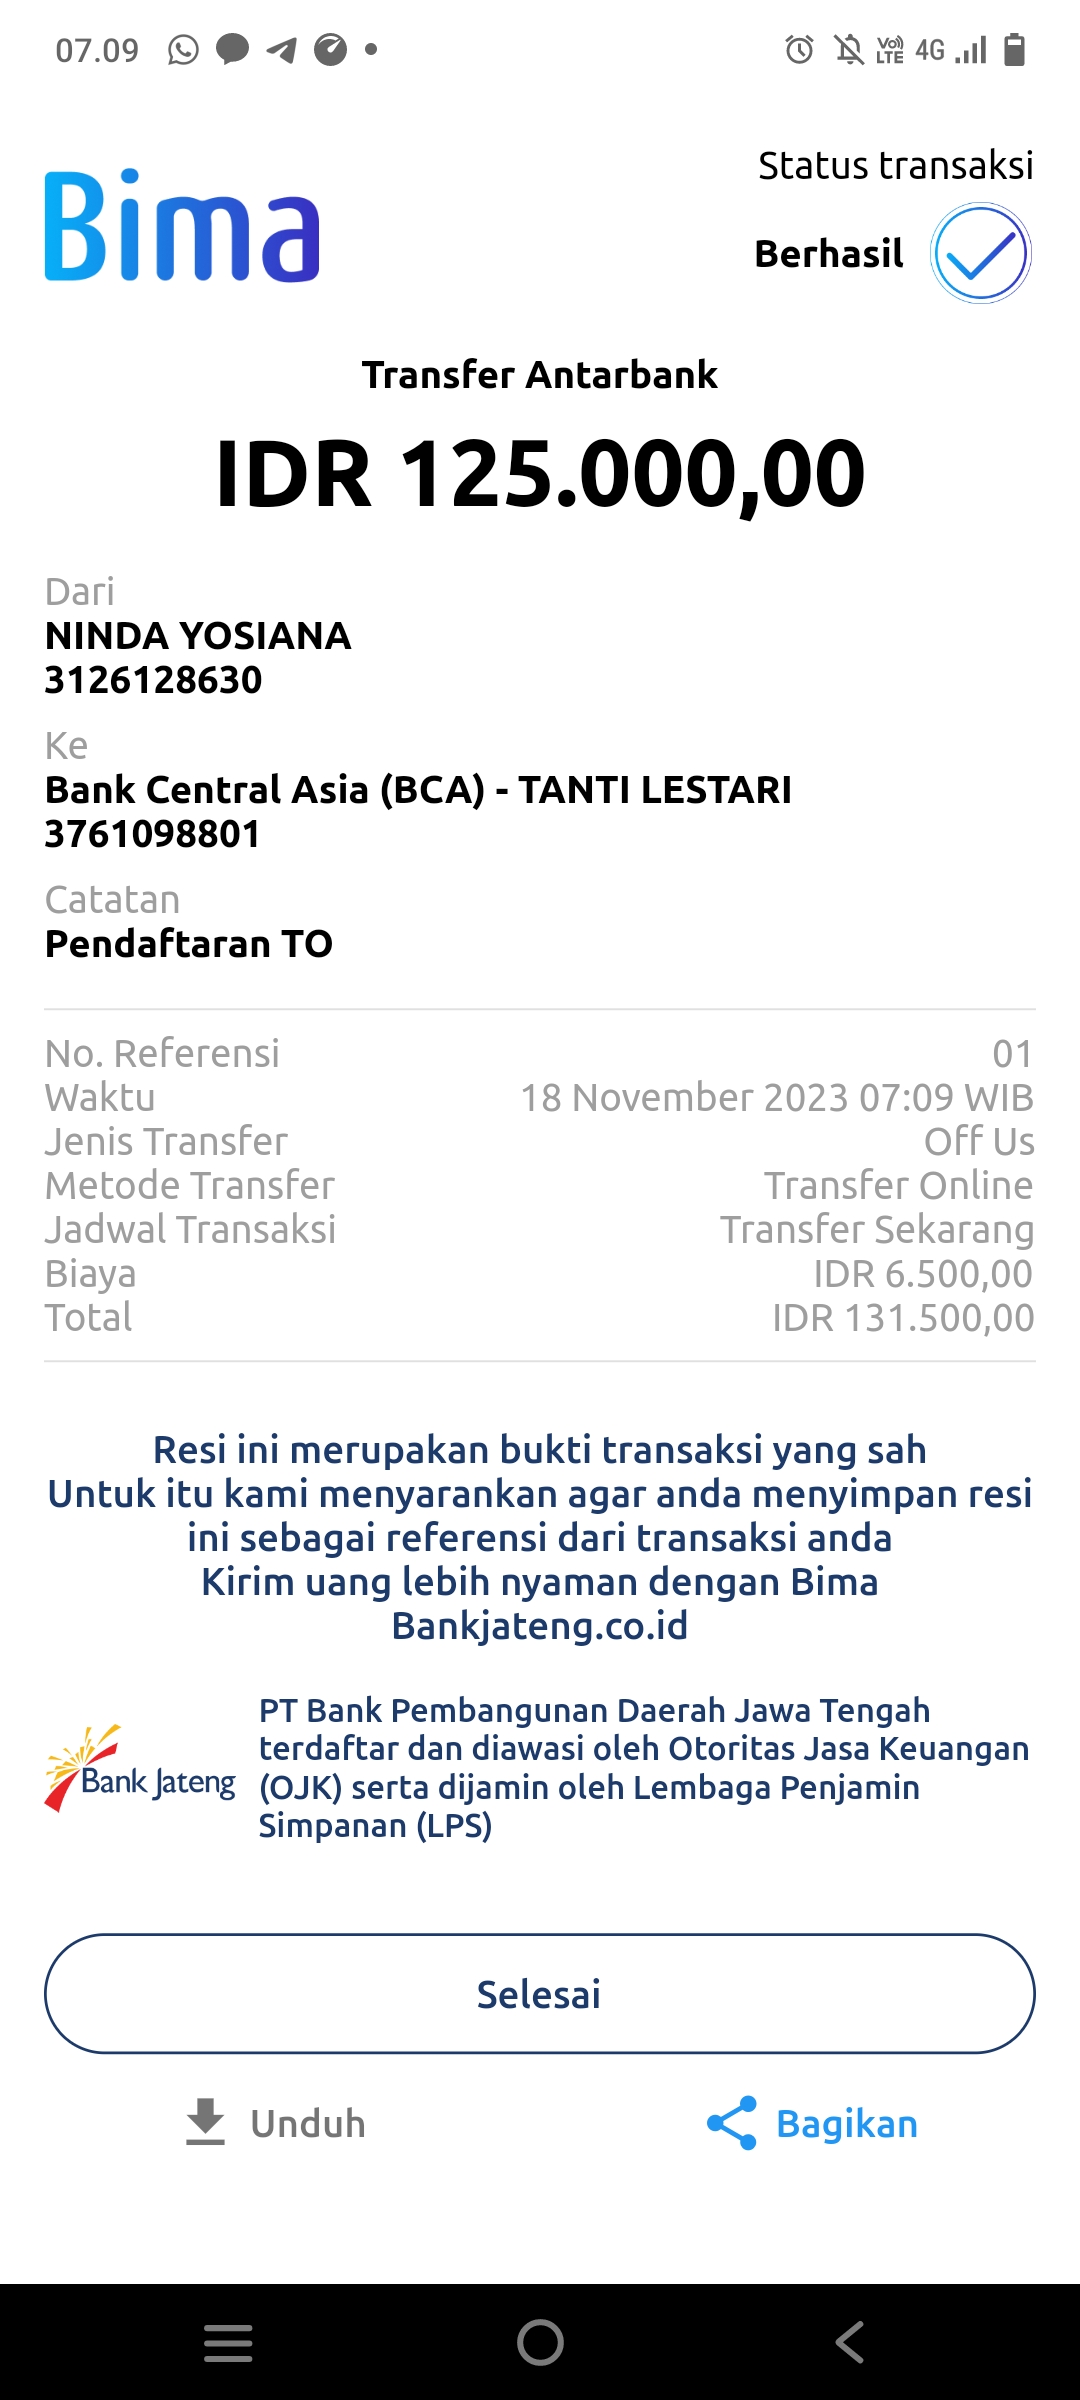 07.09
VoLTE 4G
Bima
Status transaksi
Berhasil
Transfer Antarbank
IDR 125.000,00
Dari
NINDA YOSIANA
3126128630
Ke
Bank Central Asia (BCA) - TANTI LESTARI
3761098801
Catatan
Pendaftaran TO
No. Referensi 01
Waktu 18 November 2023 07:09 WIB
Jenis Transfer Off Us
Metode Transfer Transfer Online
Jadwal Transaksi Transfer Sekarang
Biaya IDR 6.500,00
Total IDR 131.500,00
Resi ini merupakan bukti transaksi yang sah
Untuk itu kami menyarankan agar anda menyimpan resi
ini sebagai referensi dari transaksi anda
Kirim uang lebih nyaman dengan Bima
Bankjateng.co.id
Bank Jateng
PT Bank Pembangunan Daerah Jawa Tengah
terdaftar dan diawasi oleh Otoritas Jasa Keuangan
(OJK) serta dijamin oleh Lembaga Penjamin
Simpanan (LPS)
Selesai
Unduh Bagikan